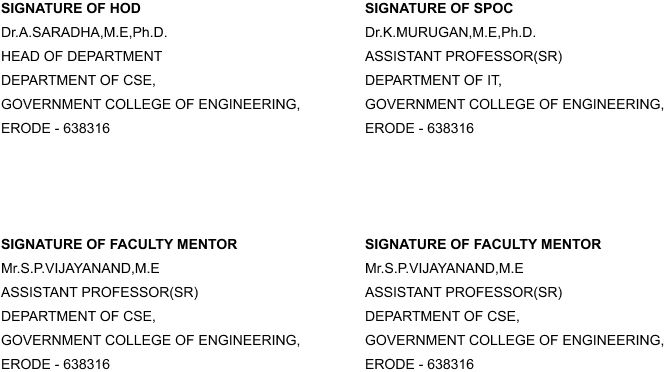 SIGNATURE OF HOD
Dr.A.SARADHA,M.E,Ph.D.
HEAD OF DEPARTMENT
DEPARTMENT OF CSE,
GOVERNMENT COLLEGE OF ENGINEERING,
ERODE - 638316
SIGNATURE OF SPOC
Dr.K.MURUGAN,M.E,Ph.D.
ASSISTANT PROFESSOR(SR)
DEPARTMENT OF IT,
GOVERNMENT COLLEGE OF ENGINEERING,
ERODE - 638316
SIGNATURE OF FACULTY MENTOR
Mr.S.P.VIJAYANAND,M.E
ASSISTANT PROFESSOR(SR)
DEPARTMENT OF CSE,
GOVERNMENT COLLEGE OF ENGINEERING,
ERODE - 638316
SIGNATURE OF FACULTY MENTOR
Mr.S.P.VIJAYANAND,M.E
ASSISTANT PROFESSOR(SR)
DEPARTMENT OF CSE,
GOVERNMENT COLLEGE OF ENGINEERING,
ERODE - 638316